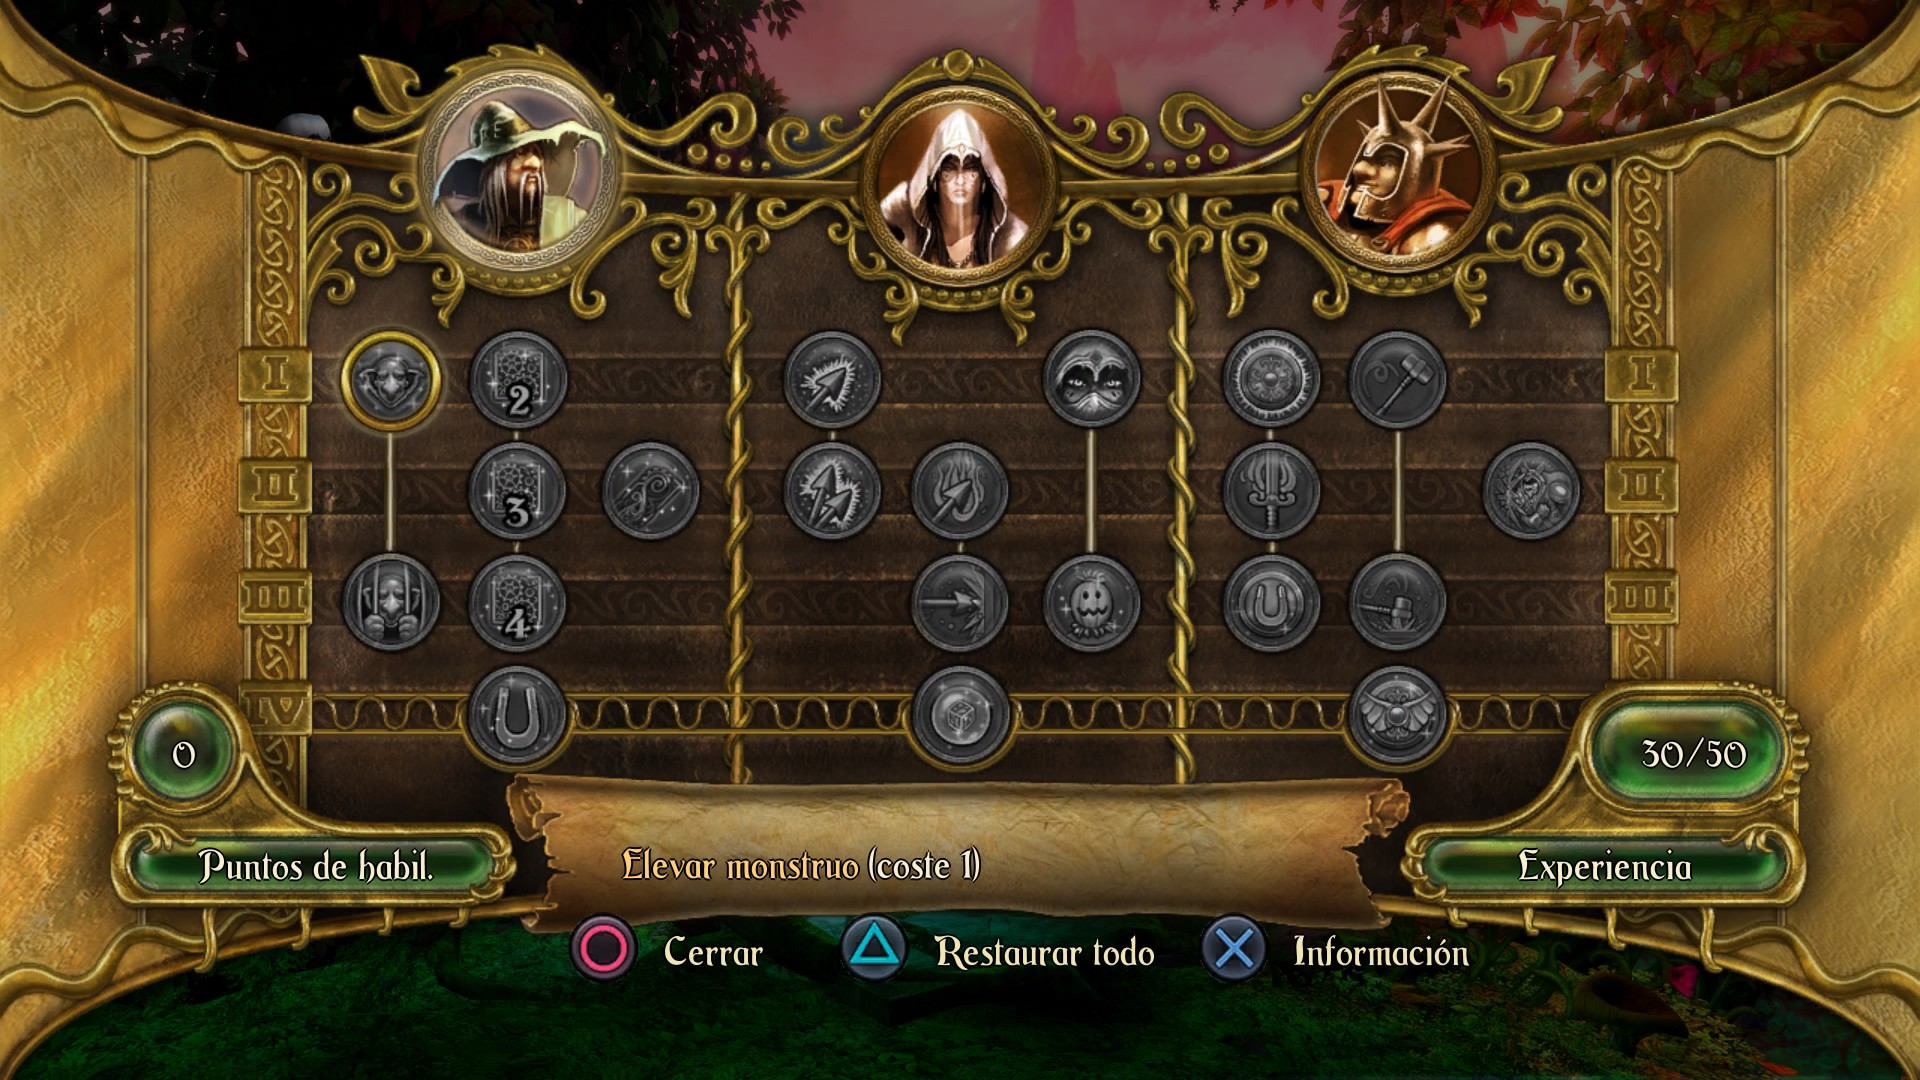 I
I
2
II
3
II
III
4
III
IV
0
30/50
Puntos de habil.
Elevar monstruo (coste 1)
Experiencia
Cerrar
Restaurar todo
Información